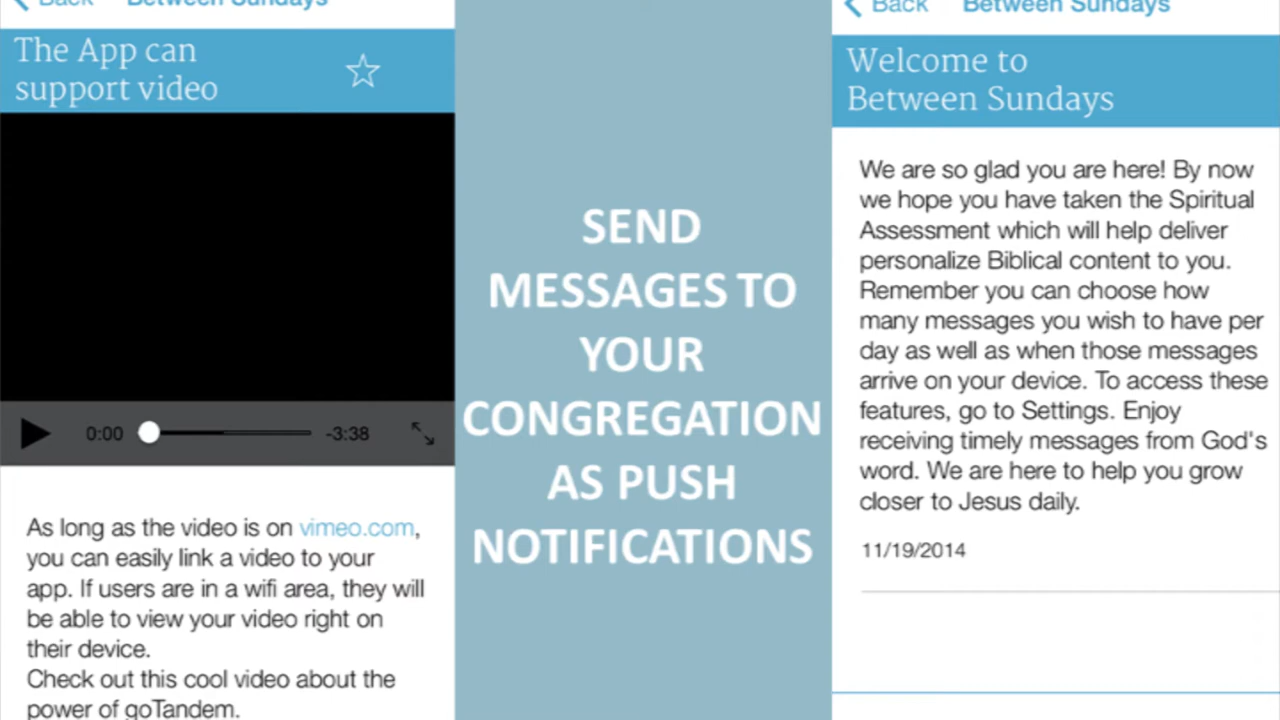 Back Between Sundays
The App can
support video
0:00 -3:38
As long as the video is on vimeo.com,
you can easily link a video to your
app. If users are in a wifi area, they will
be able to view your video right on
their device.
Check out this cool video about the
power of goTandem.
SEND
MESSAGES TO
YOUR
CONGREGATION
AS PUSH
NOTIFICATIONS
Back Between Sundays
Welcome to
Between Sundays
We are so glad you are here! By now
we hope you have taken the Spiritual
Assessment which will help deliver
personalize Biblical content to you.
Remember you can choose how
many messages you wish to have per
day as well as when those messages
arrive on your device. To access these
features, go to Settings. Enjoy
receiving timely messages from God's
word. We are here to help you grow
closer to Jesus daily.
11/19/2014